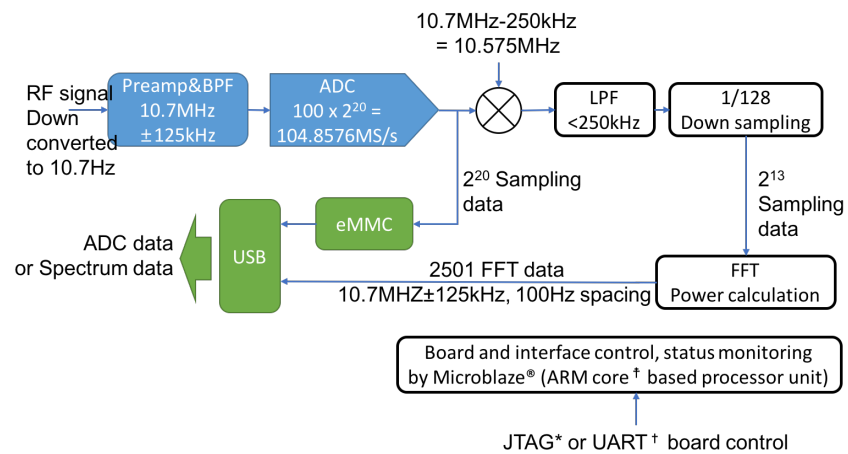 10.7MHz-250kHz
= 10.575MHz
RF signal
Down
converted
to 10.7Hz
Preamp&BPF
10.7MHz
±125kHz
ADC
100 x 2²⁰ =
104.8576MS/s
LPF
<250kHz
1/128
Down sampling
2²⁰ Sampling
data
2¹³
Sampling
data
eMMC
USB
ADC data
or Spectrum data
2501 FFT data
10.7MHZ±125kHz, 100Hz spacing
FFT
Power calculation
Board and interface control, status monitoring
by Microblaze® (ARM core☨ based processor unit)
JTAG* or UART† board control